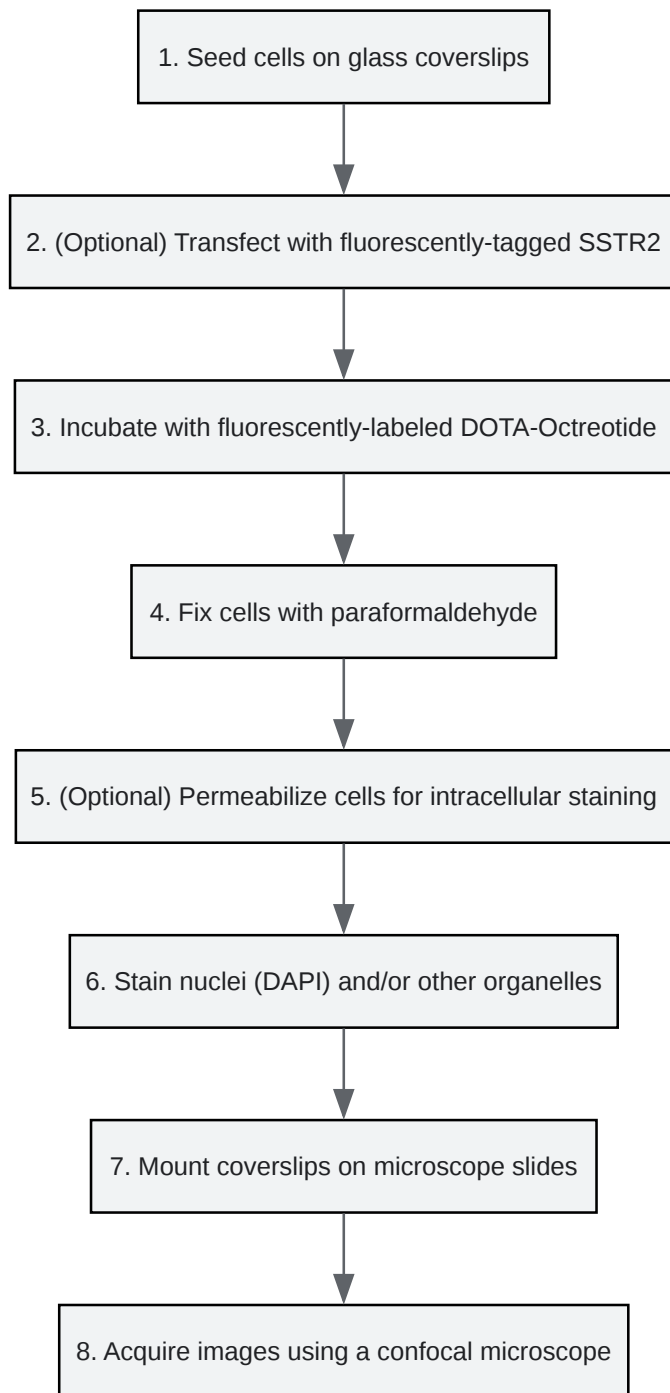 1. Seed cells on glass coverslips
2. (Optional) Transfect with fluorescently-tagged SSTR2
3. Incubate with fluorescently-labeled DOTA-Octreotide
4. Fix cells with paraformaldehyde
5. (Optional) Permeabilize cells for intracellular staining
6. Stain nuclei (DAPI) and/or other organelles
7. Mount coverslips on microscope slides
8. Acquire images using a confocal microscope